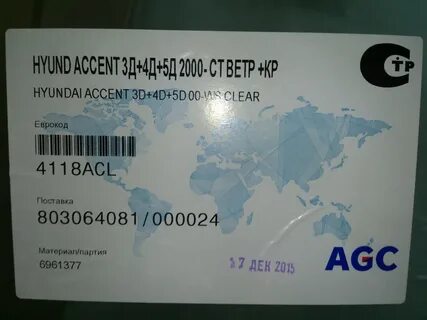 HYUND ACCENT 3Д+4Д+5Д 2000- СТ ВЕТР +КР
HYUNDAI ACCENT 3D+4D+5D 00-WS CLEAR
Еврокод
4118ACL
Поставка
803064081/000024
Материал/партия
6961377
17 ДЕК 2015
AGC
СТР